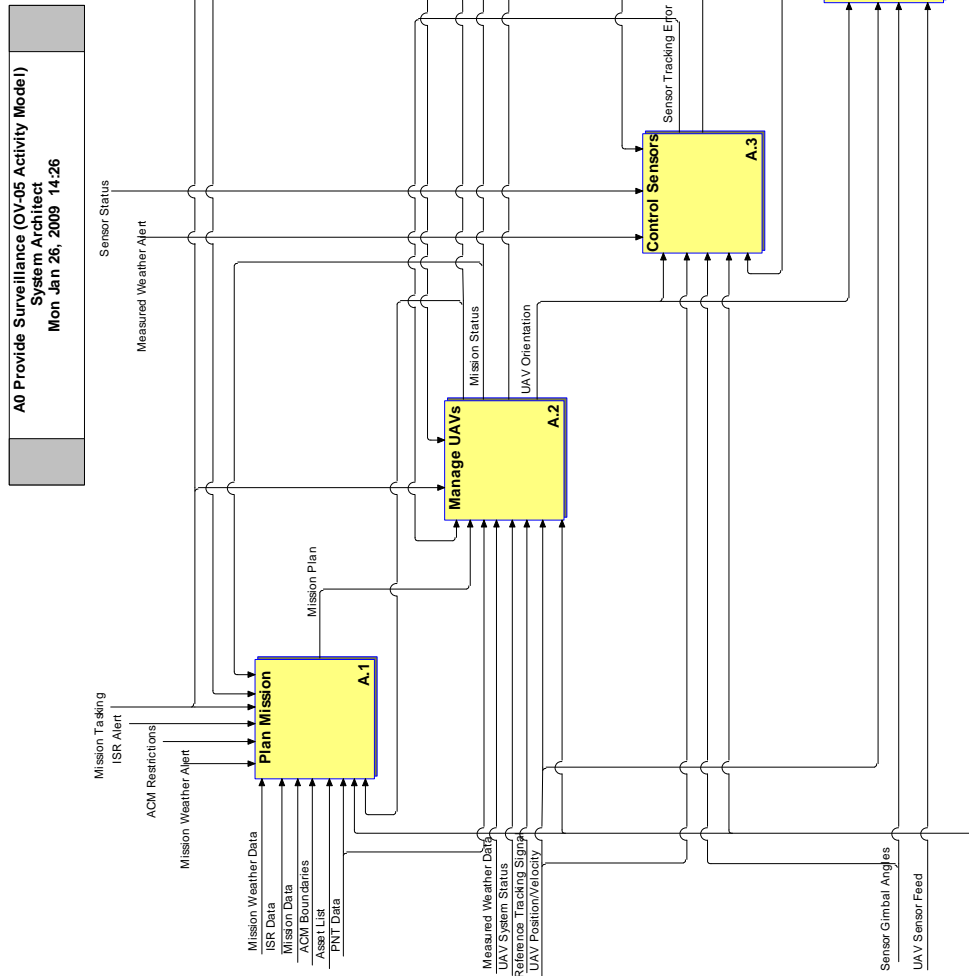 A0 Provide Surveillance (OV-05 Activity Model)
System Architect
Mon Jan 26, 2009 14:26
Sensor Status
Measured Weather Alert
Mission Tasking
ISR Alert
ACM Restrictions
Mission Weather Alert
Mission Weather Data
ISR Data
Mission Data
ACM Boundaries
Asset List
PNT Data
Plan Mission
A.1
Mission Plan
Measured Weather Data
UAV System Status
Reference Tracking Signal
UAV Position/Velocity
Manage UAVs
A.2
Mission Status
UAV Orientation
Control Sensors
A.3
Sensor Tracking Error
Sensor Gimbal Angles
UAV Sensor Feed